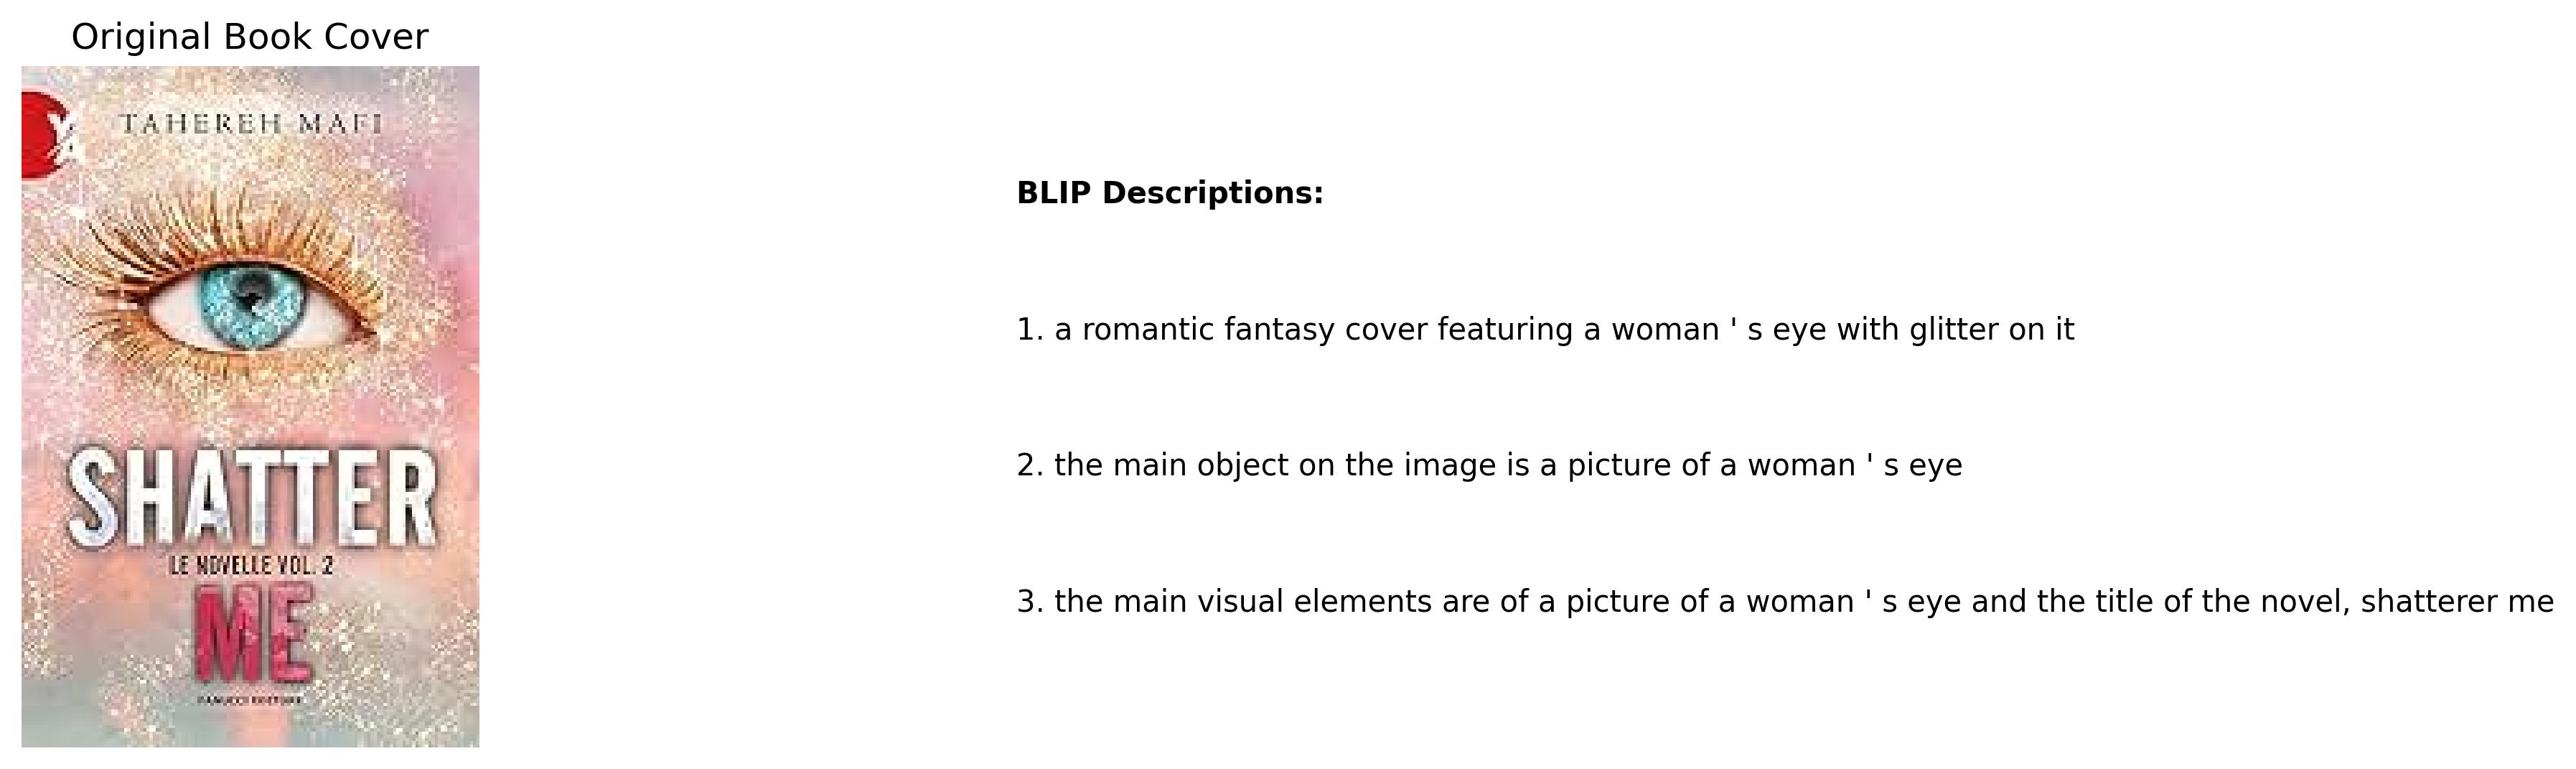 Original Book Cover
TAHEREH MAFI
SHATTER
LE NOVELLE VOL. 2
ME
BLIP Descriptions:
1. a romantic fantasy cover featuring a woman ' s eye with glitter on it
2. the main object on the image is a picture of a woman ' s eye
3. the main visual elements are of a picture of a woman ' s eye and the title of the novel, shatterer me